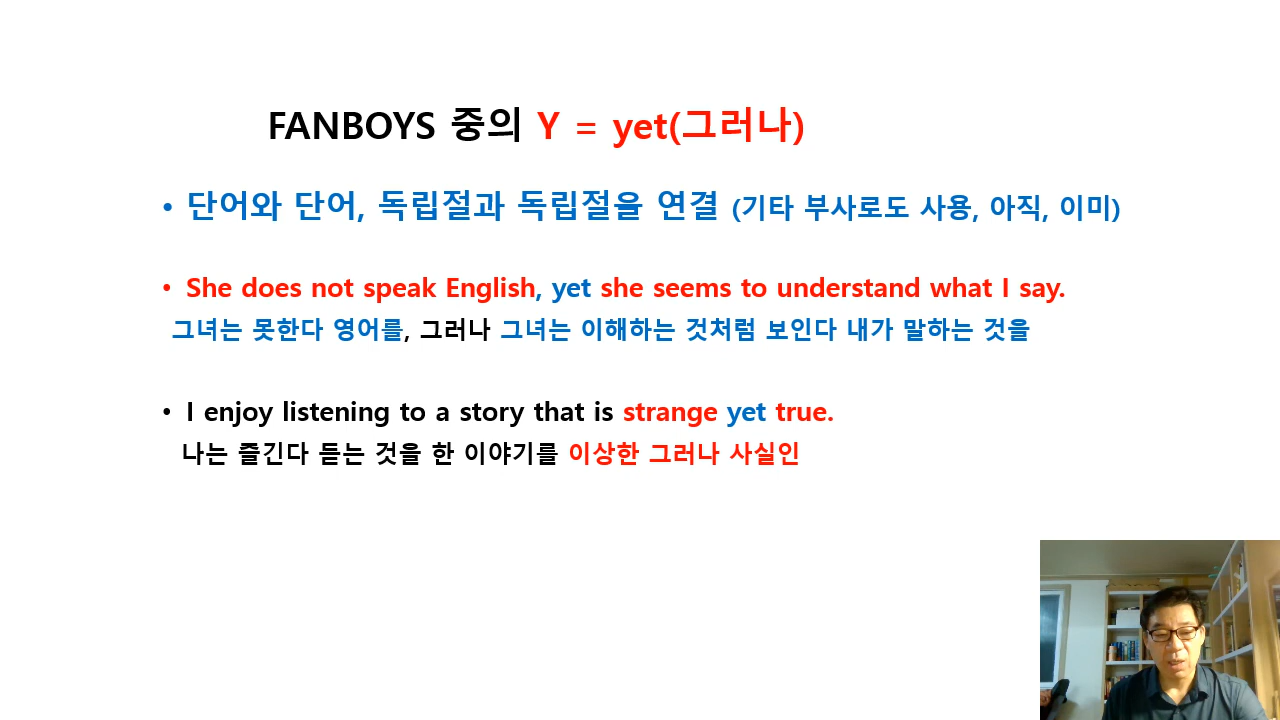 FANBOYS 중의 Y = yet(그러나)
• 단어와 단어, 독립절과 독립절을 연결 (기타 부사로도 사용, 아직, 이미)
• She does not speak English, yet she seems to understand what I say.
그녀는 못한다 영어를, 그러나 그녀는 이해하는 것처럼 보인다 내가 말하는 것을
• I enjoy listening to a story that is strange yet true.
나는 즐긴다 듣는 것을 한 이야기를 이상한 그러나 사실인